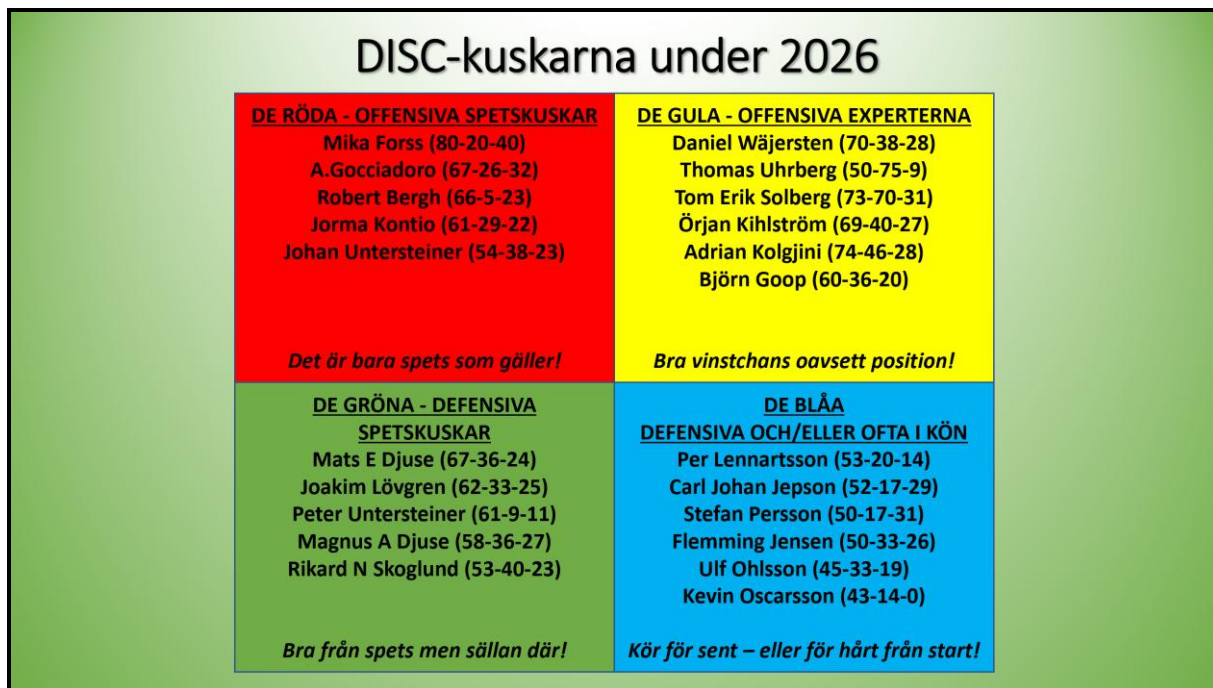 DISC-kuskarna under 2026
DE RÖDA - OFFENSIVA SPETSKUSKAR
Mika Forss (80-20-40)
A.Gocciadoro (67-26-32)
Robert Bergh (66-5-23)
Jorma Kontio (61-29-22)
Johan Untersteiner (54-38-23)
Det är bara spets som gäller!
DE GULA - OFFENSIVA EXPERTERNA
Daniel Wäjersten (70-38-28)
Thomas Uhrberg (50-75-9)
Tom Erik Solberg (73-70-31)
Örjan Kihlström (69-40-27)
Adrian Kolgjini (74-46-28)
Björn Goop (60-36-20)
Bra vinstchans oavsett position!
DE GRÖNA - DEFENSIVA
SPETSKUSKAR
Mats E Djuse (67-36-24)
Joakim Lövgren (62-33-25)
Peter Untersteiner (61-9-11)
Magnus A Djuse (58-36-27)
Rikard N Skoglund (53-40-23)
Bra från spets men sällan där!
DE BLÅA
DEFENSIVA OCH/ELLER OFTA I KÖN
Per Lennartsson (53-20-14)
Carl Johan Jepson (52-17-29)
Stefan Persson (50-17-31)
Flemming Jensen (50-33-26)
Ulf Ohlsson (45-33-19)
Kevin Oscarsson (43-14-0)
Kör för sent – eller för hårt från start!